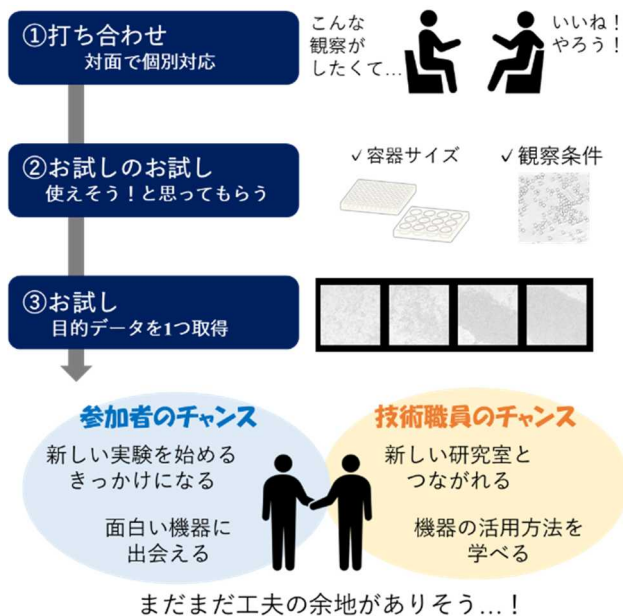 ①打ち合わせ
対面で個別対応
こんな
観察が
したくて…
いいね！
やろう！
②お試しのお試し
使えそう！と思ってもらう
✓容器サイズ
✓観察条件
③お試し
目的データを1つ取得
参加者のチャンス
新しい実験を始める
きっかけになる
面白い機器に
出会える
技術職員のチャンス
新しい研究室と
つながれる
機器の活用方法を
学べる
まだまだ工夫の余地がありそう…！